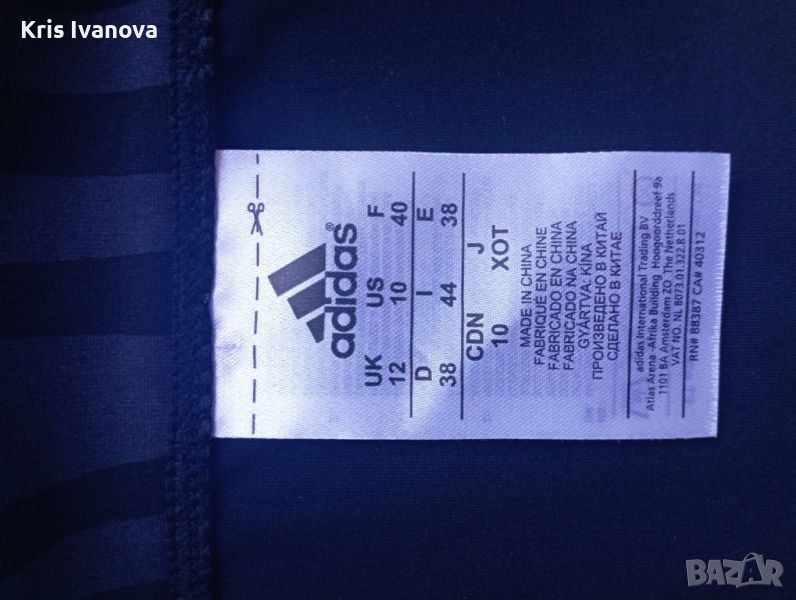 Kris Ivanova
adidas®
UK US F
12 10 40
D I E
38 44 38
CDN J
10 XOT
MADE IN CHINA
FABRIQUÉ EN CHINE
FABRICADO EN CHINA
FABRICADO NA CHINA
GYÁRTVA: KÍNA
ПРОИЗВЕДЕНО В КИТАЙ
СДЕЛАНО В КИТАЕ
adidas International Trading BV
Atlas Arena -Afrika Building Hoogoorddreef 9a
1101 BA Amsterdam ZO The Netherlands
VAT NO. NL 8073.01.322.B.01
RN# 88387 CA# 40312
BAZAR